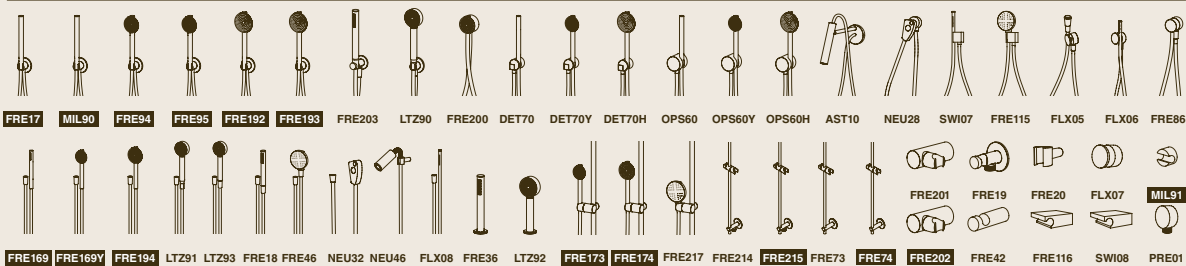 FRE17 MIL90 FRE94 FRE95 FRE192 FRE193 FRE203 LTZ90 FRE200 DET70 DET70Y DET70H OPS60 OPS60Y OPS60H AST10 NEU28 SWI07 FRE115 FLX05 FLX06 FRE86
FRE201 FRE19 FRE20 FLX07 MIL91
FRE169 FRE169Y FRE194 LTZ91 LTZ93 FRE18 FRE46 NEU32 NEU46 FLX08 FRE36 LTZ92 FRE173 FRE174 FRE217 FRE214 FRE215 FRE73 FRE74 FRE202 FRE42 FRE116 SWI08 PRE01